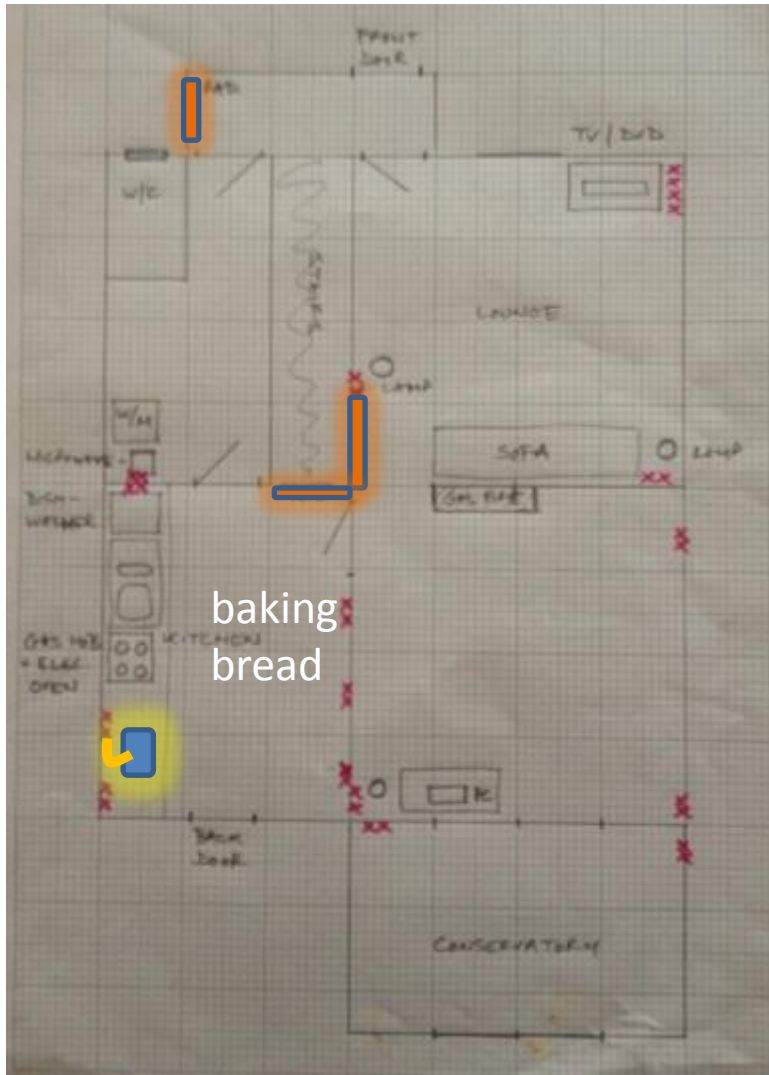 FRONT
DOOR
RAD
TV/DVD
W/C
STAIRS
LOUNGE
LAMP
W/M
MICROWAVE
SOFA
LAMP
DISH-
WASHER
GAS FIRE
baking
bread
GAS HOB
+ ELEC
OVEN
KITCHEN
PC
BACK
DOOR
CONSERVATORY